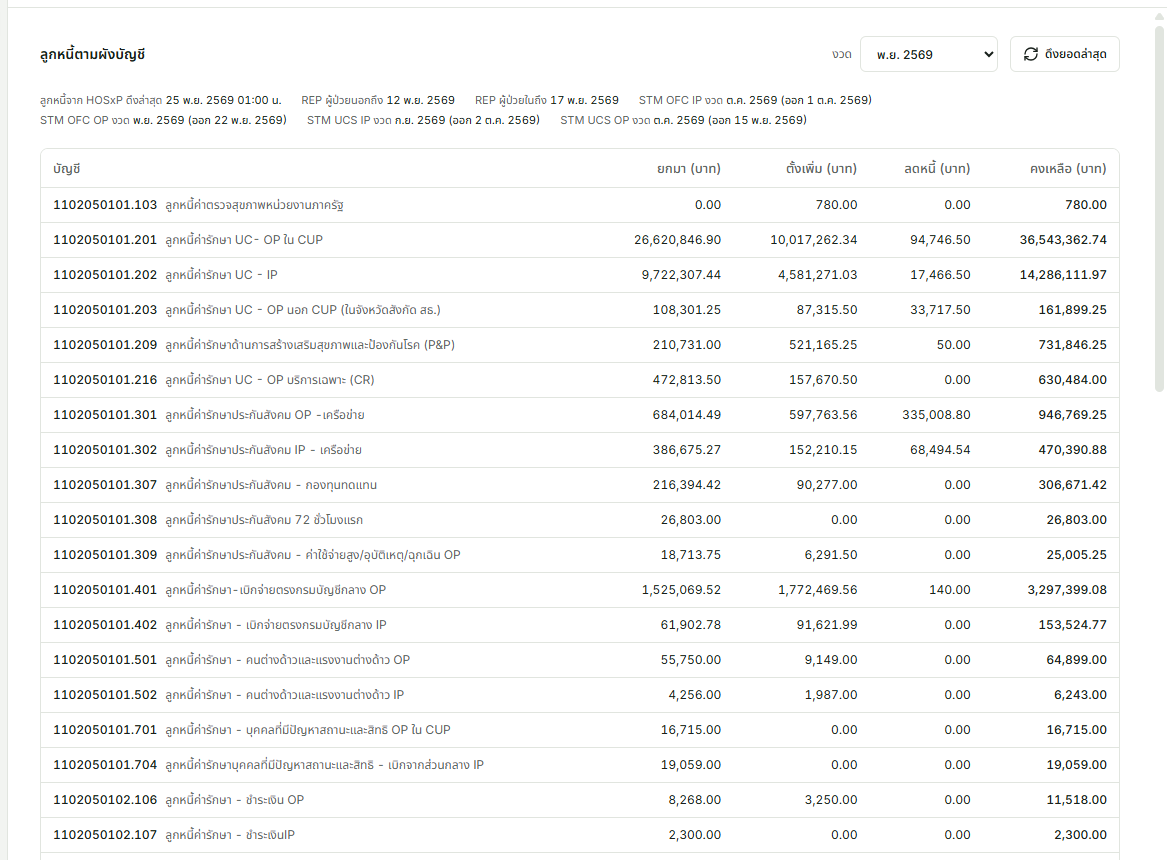 ลูกหนี้ตามผังบัญชี งวด พ.ย. 2569 ดึงยอดล่าสุด
ลูกหนี้จาก HOSxP ดึงล่าสุด 25 พ.ย. 2569 01:00 น. REP ผู้ป่วยนอกถึง 12 พ.ย. 2569 REP ผู้ป่วยในถึง 17 พ.ย. 2569 STM OFC IP งวด ต.ค. 2569 (ออก 1 ต.ค. 2569)
STM OFC OP งวด พ.ย. 2569 (ออก 22 พ.ย. 2569) STM UCS IP งวด ก.ย. 2569 (ออก 2 ต.ค. 2569) STM UCS OP งวด ต.ค. 2569 (ออก 15 พ.ย. 2569)
บัญชี ยกมา (บาท) ตั้งเพิ่ม (บาท) ลดหนี้ (บาท) คงเหลือ (บาท)
1102050101.103 ลูกหนี้ค่าตรวจสุขภาพหน่วยงานภาครัฐ 0.00 780.00 0.00 780.00
1102050101.201 ลูกหนี้ค่ารักษา UC- OP ใน CUP 26,620,846.90 10,017,262.34 94,746.50 36,543,362.74
1102050101.202 ลูกหนี้ค่ารักษา UC - IP 9,722,307.44 4,581,271.03 17,466.50 14,286,111.97
1102050101.203 ลูกหนี้ค่ารักษา UC - OP นอก CUP (ในจังหวัดสังกัด สธ.) 108,301.25 87,315.50 33,717.50 161,899.25
1102050101.209 ลูกหนี้ค่ารักษาด้านการสร้างเสริมสุขภาพและป้องกันโรค (P&P) 210,731.00 521,165.25 50.00 731,846.25
1102050101.216 ลูกหนี้ค่ารักษา UC - OP บริการเฉพาะ (CR) 472,813.50 157,670.50 0.00 630,484.00
1102050101.301 ลูกหนี้ค่ารักษาประกันสังคม OP -เครือข่าย 684,014.49 597,763.56 335,008.80 946,769.25
1102050101.302 ลูกหนี้ค่ารักษาประกันสังคม IP - เครือข่าย 386,675.27 152,210.15 68,494.54 470,390.88
1102050101.307 ลูกหนี้ค่ารักษาประกันสังคม - กองทุนทดแทน 216,394.42 90,277.00 0.00 306,671.42
1102050101.308 ลูกหนี้ค่ารักษาประกันสังคม 72 ชั่วโมงแรก 26,803.00 0.00 0.00 26,803.00
1102050101.309 ลูกหนี้ค่ารักษาประกันสังคม - ค่าใช้จ่ายสูง/อุบัติเหตุ/ฉุกเฉิน OP 18,713.75 6,291.50 0.00 25,005.25
1102050101.401 ลูกหนี้ค่ารักษา-เบิกจ่ายตรงกรมบัญชีกลาง OP 1,525,069.52 1,772,469.56 140.00 3,297,399.08
1102050101.402 ลูกหนี้ค่ารักษา - เบิกจ่ายตรงกรมบัญชีกลาง IP 61,902.78 91,621.99 0.00 153,524.77
1102050101.501 ลูกหนี้ค่ารักษา - คนต่างด้าวและแรงงานต่างด้าว OP 55,750.00 9,149.00 0.00 64,899.00
1102050101.502 ลูกหนี้ค่ารักษา - คนต่างด้าวและแรงงานต่างด้าว IP 4,256.00 1,987.00 0.00 6,243.00
1102050101.701 ลูกหนี้ค่ารักษา - บุคคลที่มีปัญหาสถานะและสิทธิ OP ใน CUP 16,715.00 0.00 0.00 16,715.00
1102050101.704 ลูกหนี้ค่ารักษาบุคคลที่มีปัญหาสถานะและสิทธิ - เบิกจากส่วนกลาง IP 19,059.00 0.00 0.00 19,059.00
1102050102.106 ลูกหนี้ค่ารักษา - ชำระเงิน OP 8,268.00 3,250.00 0.00 11,518.00
1102050102.107 ลูกหนี้ค่ารักษา - ชำระเงินIP 2,300.00 0.00 0.00 2,300.00